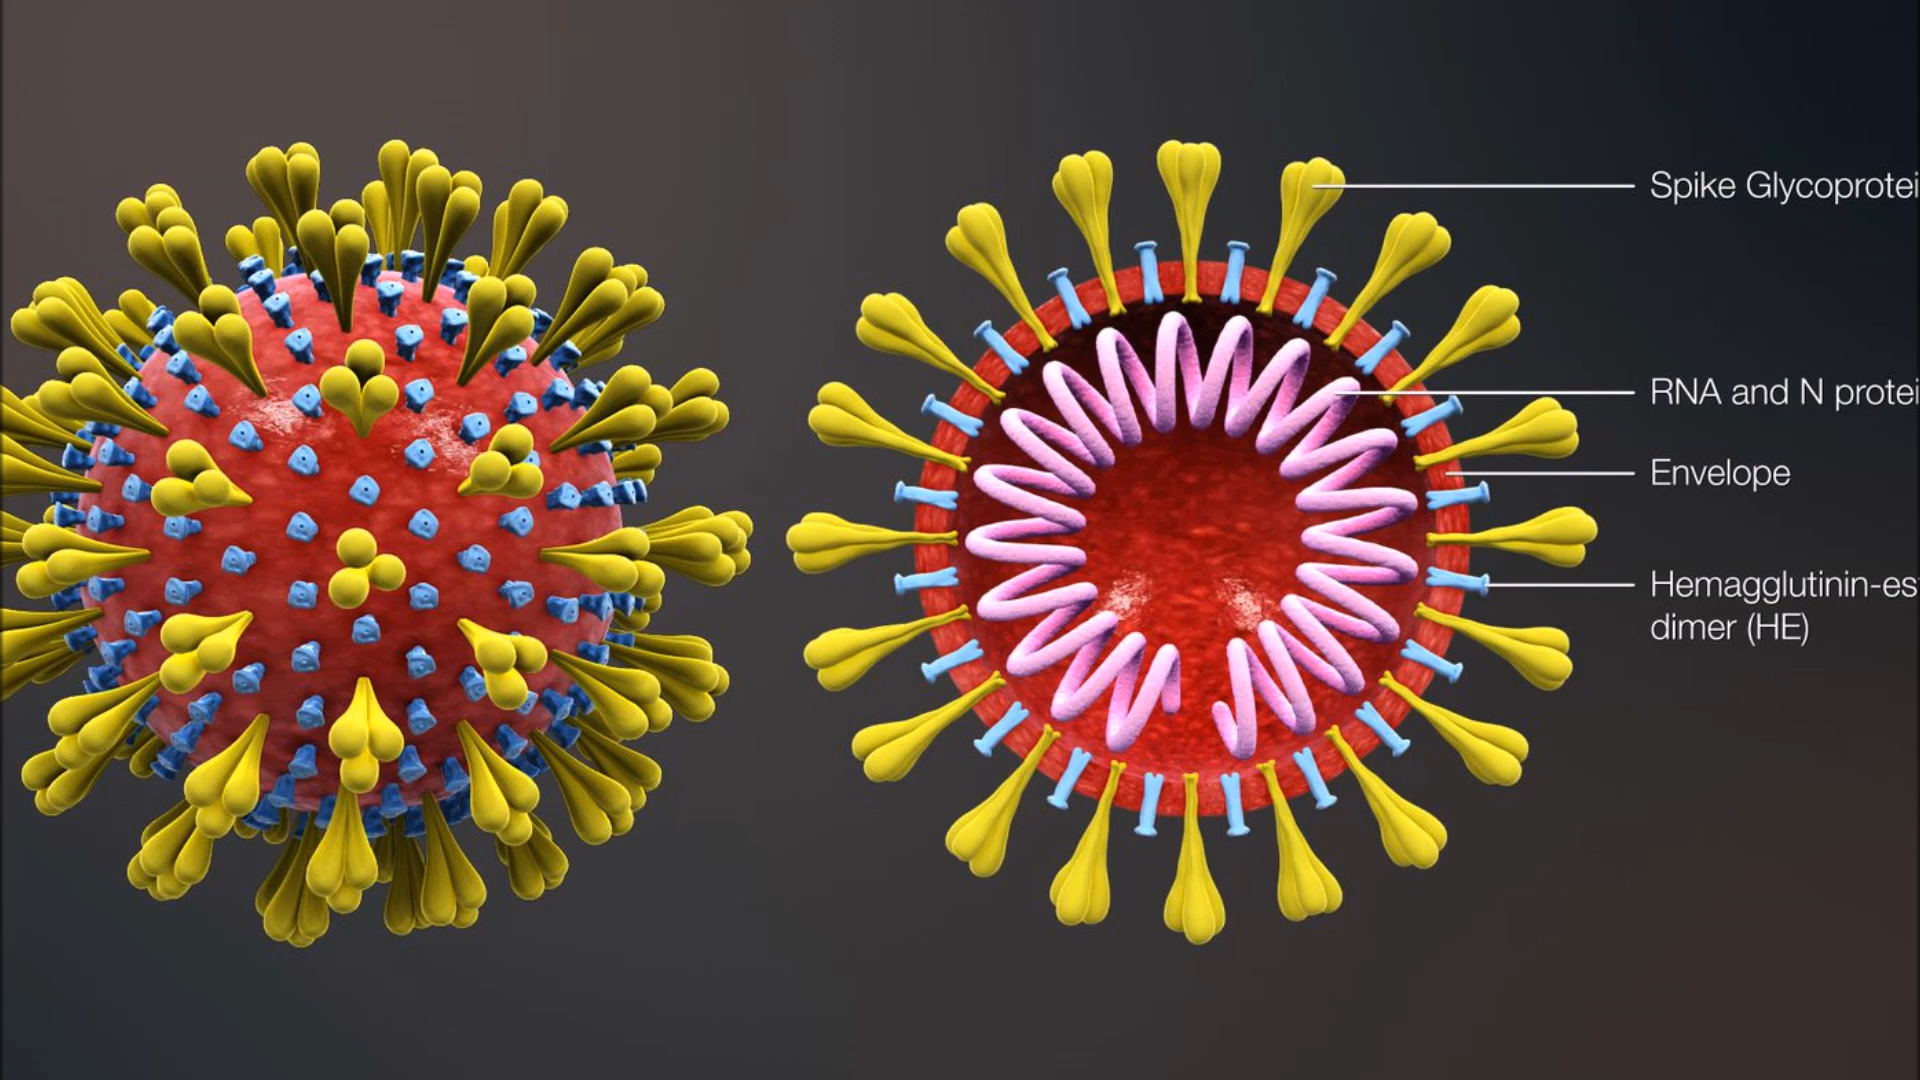 Spike Glycoprotei
RNA and N protei
Envelope
Hemagglutinin-es
dimer (HE)